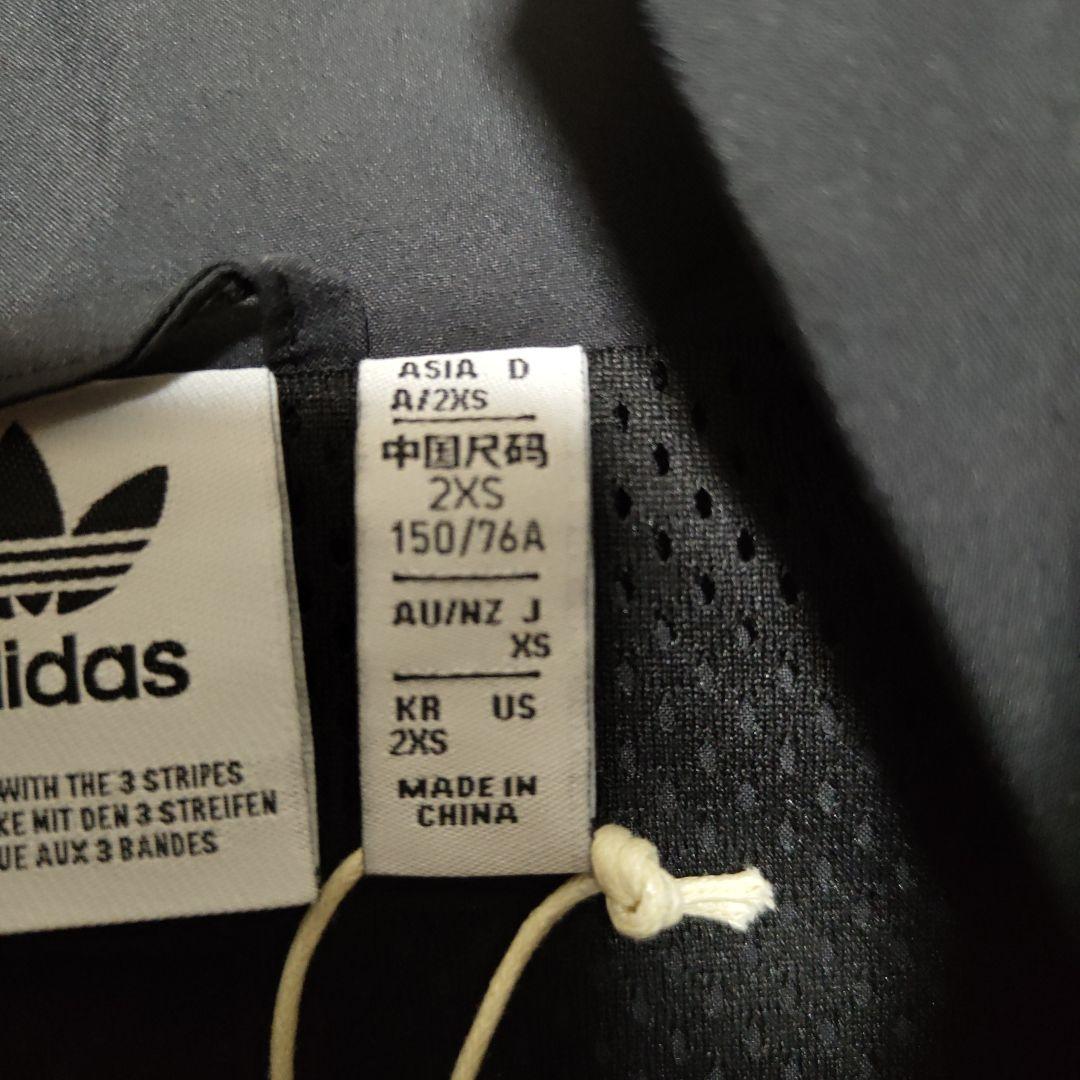 ASIA D
A/2XS
中国尺码
2XS
150/76A
AU/NZ J
XS
KR US
2XS
MADE IN
CHINA
WITH THE 3 STRIPES
MIT DEN 3 STREIFEN
AUX 3 BANDES